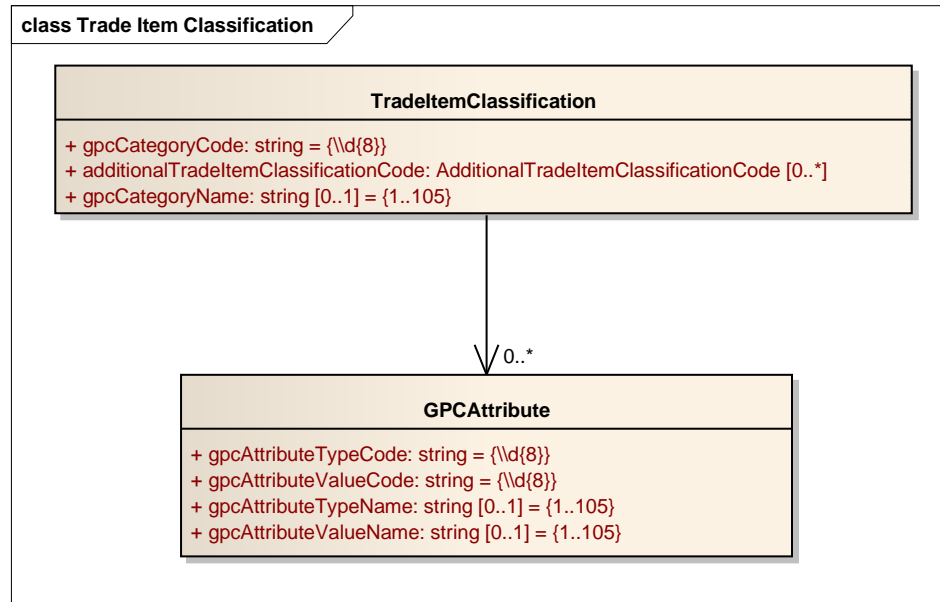 class Trade Item Classification
TradeItemClassification
+ gpcCategoryCode: string = {\\d{8}}
+ additionalTradeItemClassificationCode: AdditionalTradeItemClassificationCode [0..*]
+ gpcCategoryName: string [0..1] = {1..105}
0..*
GPCAttribute
+ gpcAttributeTypeCode: string = {\\d{8}}
+ gpcAttributeValueCode: string = {\\d{8}}
+ gpcAttributeTypeName: string [0..1] = {1..105}
+ gpcAttributeValueName: string [0..1] = {1..105}